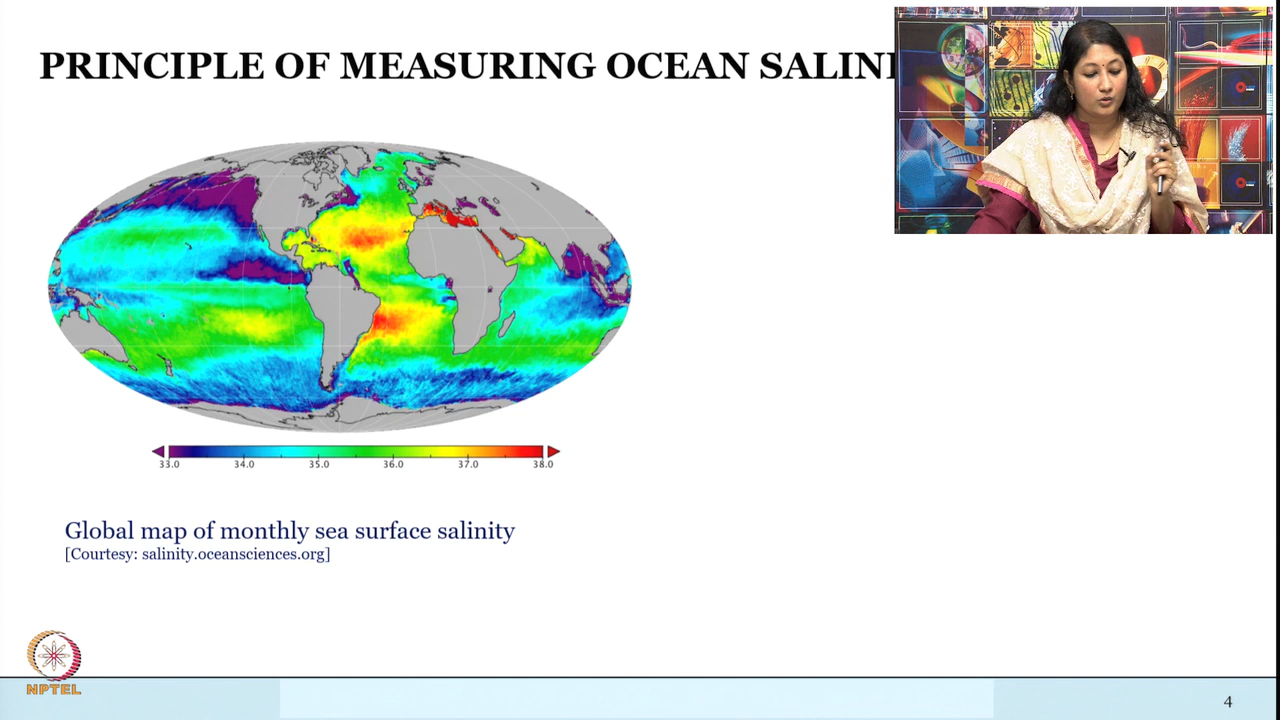 PRINCIPLE OF MEASURING OCEAN
33.0 34.0 35.0 36.0 37.0 38.0
Global map of monthly sea surface salinity
[Courtesy: salinity.oceansciences.org]
NPTEL
4